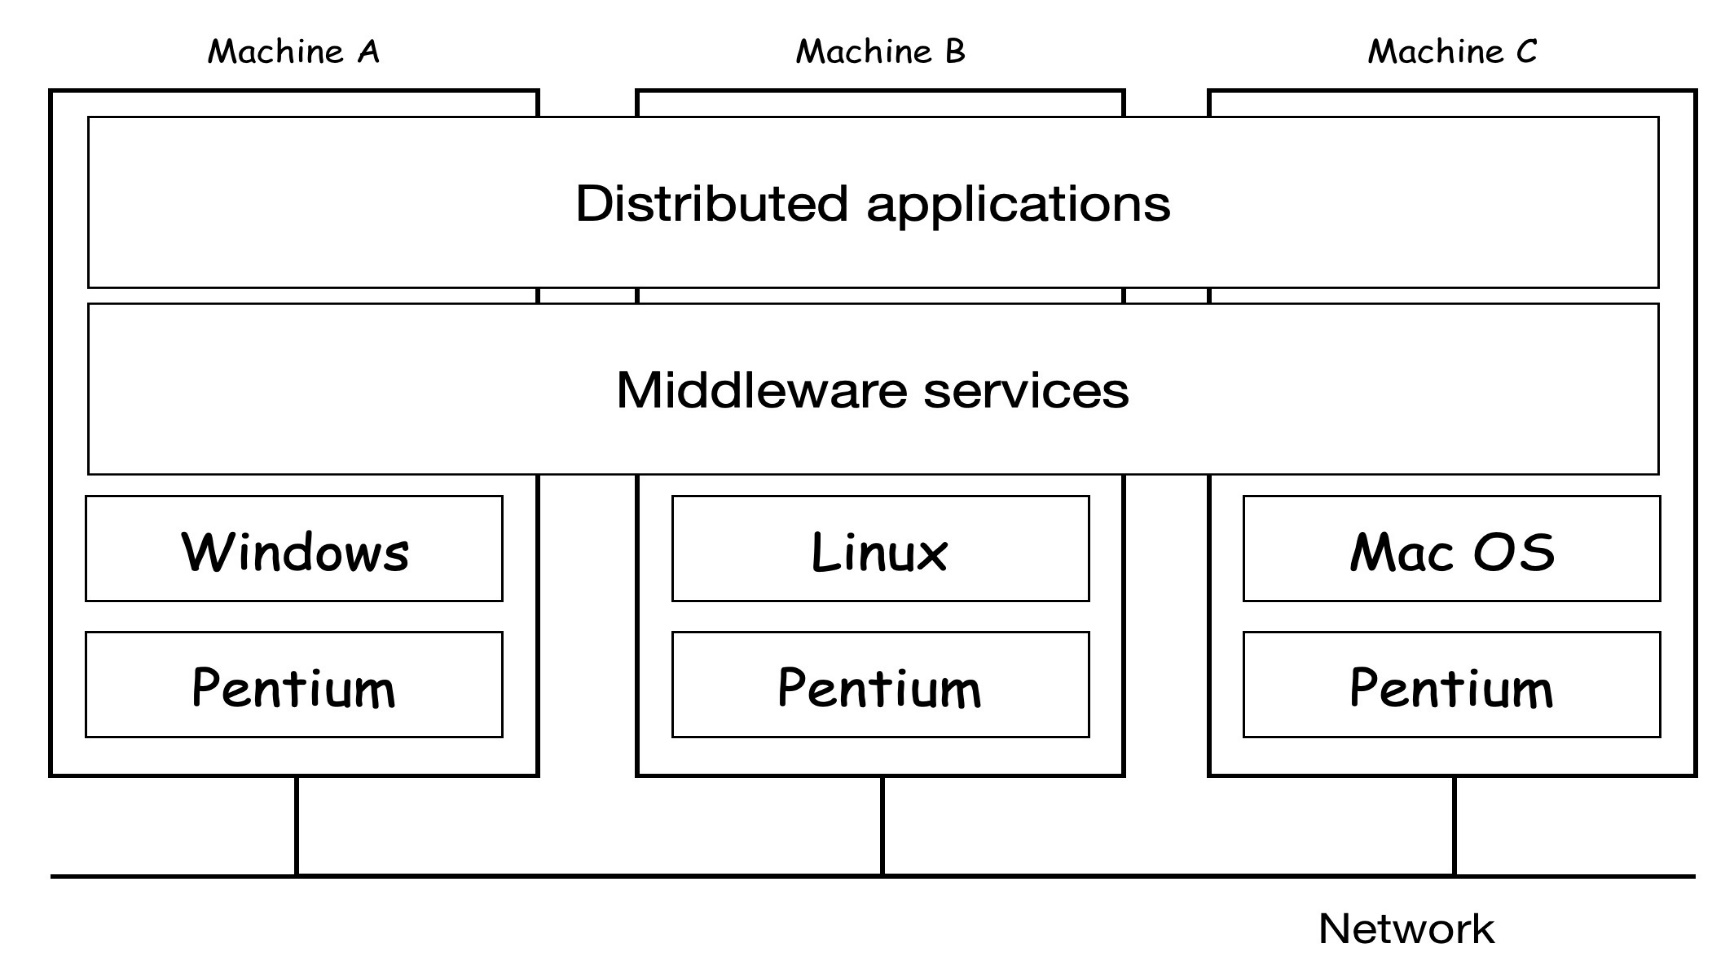 Machine A
Machine B
Machine C
Distributed applications
Middleware services
Windows
Linux
Mac OS
Pentium
Pentium
Pentium
Network